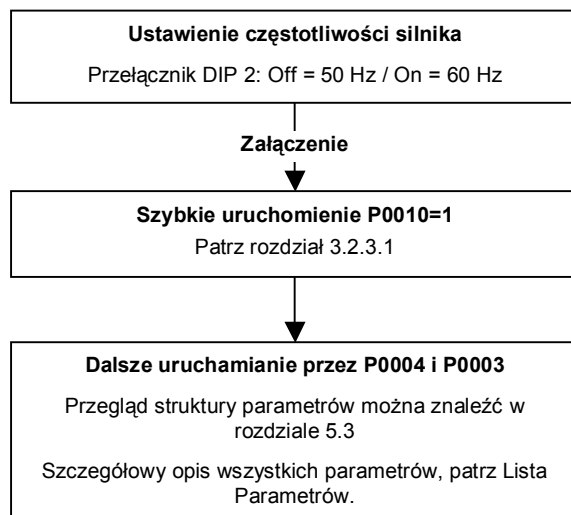 Ustawienie częstotliwości silnika
Przełącznik DIP 2: Off = 50 Hz / On = 60 Hz
Załączenie
Szybkie uruchomienie P0010=1
Patrz rozdział 3.2.3.1
Dalsze uruchamianie przez P0004 i P0003
Przegląd struktury parametrów można znaleźć w
rozdziale 5.3
Szczegółowy opis wszystkich parametrów, patrz Lista
Parametrów.